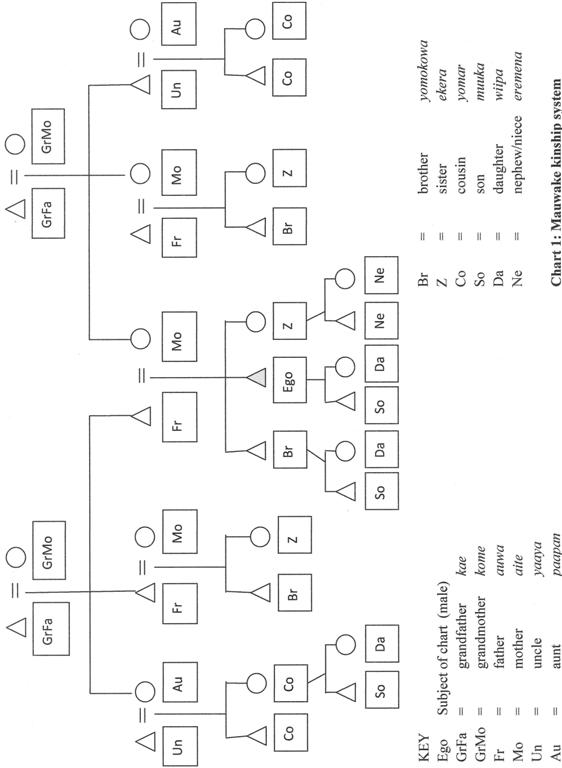 GrFa GrMo GrFa GrMo
Un Au Fr Mo Fr Mo Fr Mo Un Au
Co Co Br Z Br Ego Z Br Z Co Co
So Da So Da So Da Ne Ne
KEY
Ego Subject of chart (male)
GrFa = grandfather kae
GrMo = grandmother kome
Fr = father auwa
Mo = mother aite
Un = uncle yaaya
Au = aunt paapan
Br = brother yomokowa
Z = sister ekera
Co = cousin yomar
So = son muuka
Da = daughter wiipa
Ne = nephew/niece eremena
Chart 1: Mauwake kinship system